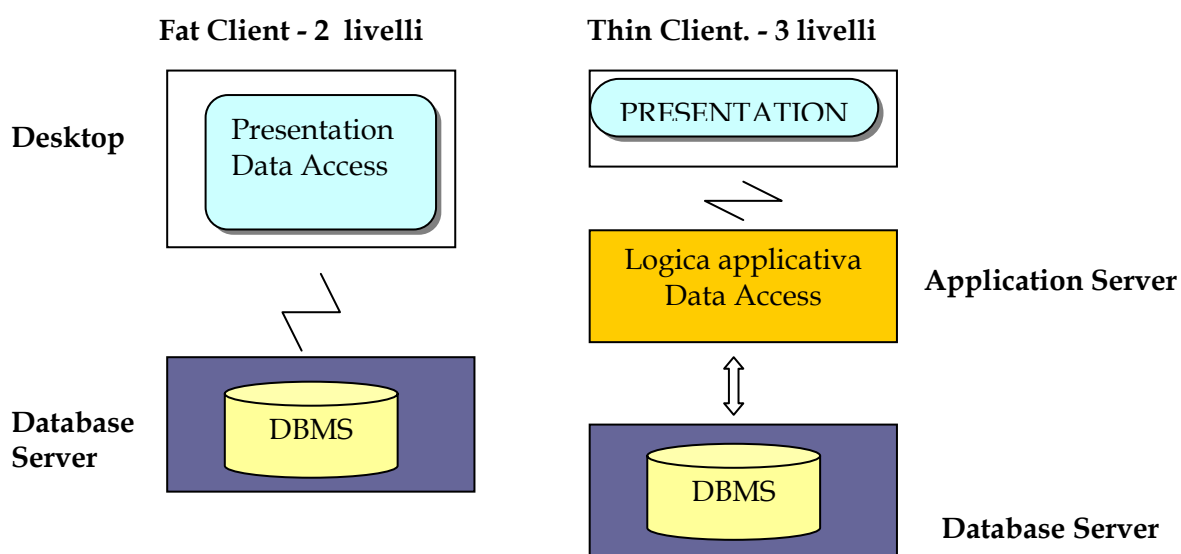 Fat Client - 2 livelli
Desktop
Presentation
Data Access
Database
Server
DBMS
Thin Client. - 3 livelli
PRESENTATION
Logica applicativa
Data Access
Application Server
DBMS
Database Server